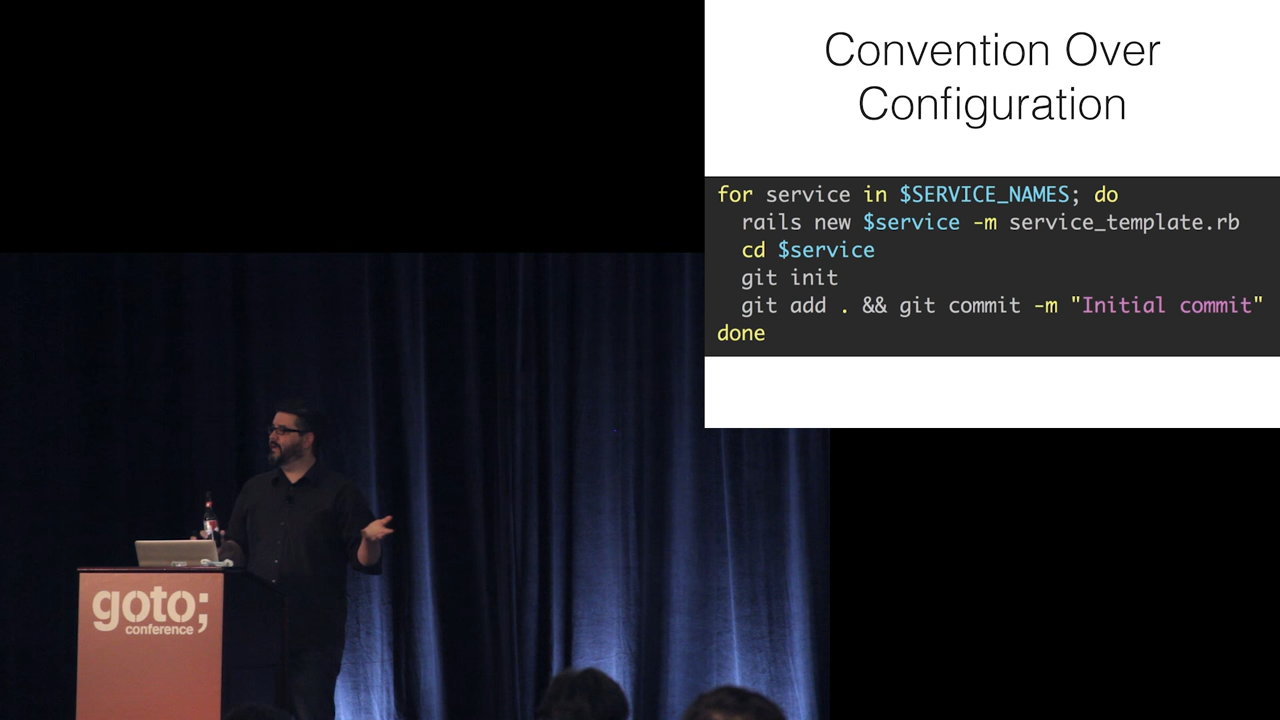 Convention Over
Configuration
for service in $SERVICE_NAMES; do
  rails new $service -m service_template.rb
  cd $service
  git init
  git add . && git commit -m "Initial commit"
done
goto;
conference